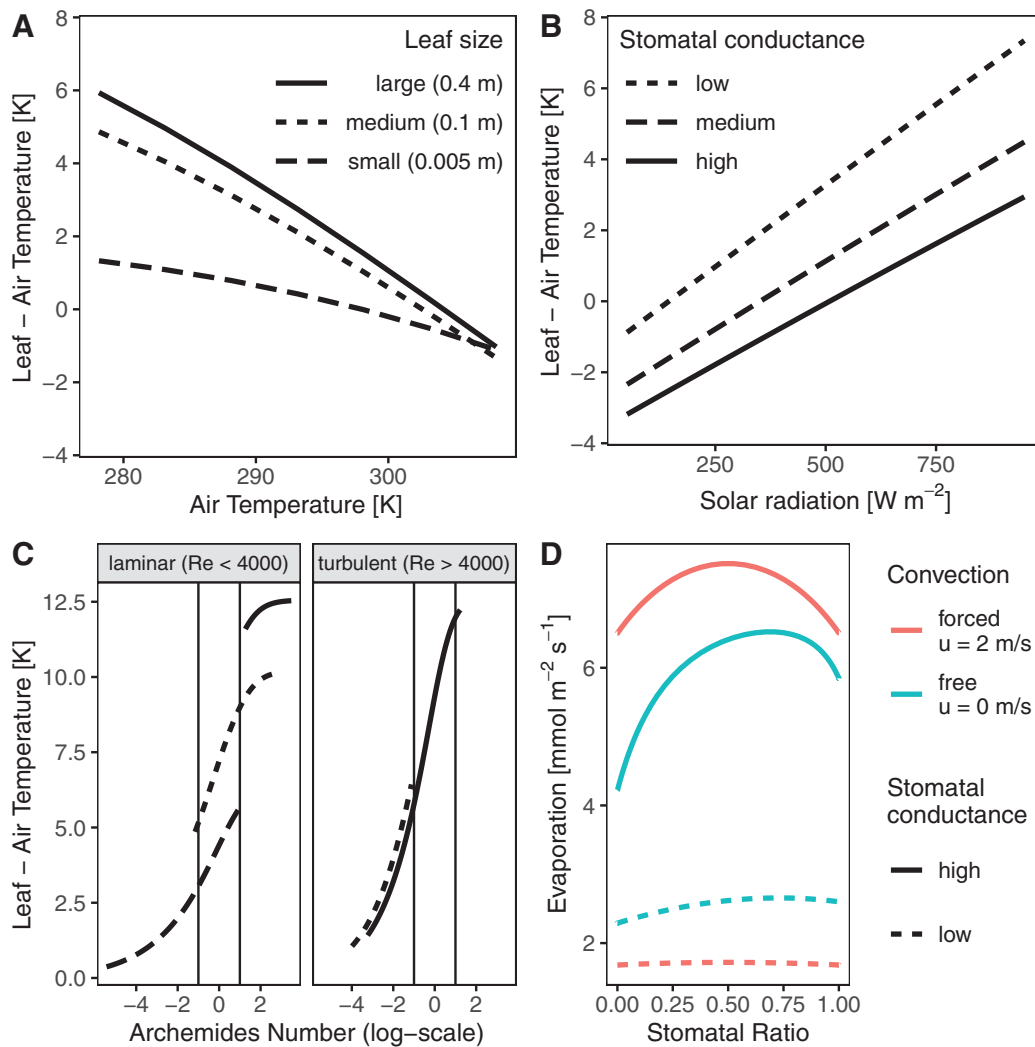 A
Leaf size
large (0.4 m)
medium (0.1 m)
small (0.005 m)
8
6
4
2
0
−2
−4
Leaf − Air Temperature [K]
280
290
300
Air Temperature [K]
B
Stomatal conductance
low
medium
high
8
6
4
2
0
−2
−4
Leaf − Air Temperature [K]
250
500
750
Solar radiation [W m−2]
C
laminar (Re < 4000)
turbulent (Re > 4000)
12.5
10.0
7.5
5.0
2.5
0.0
Leaf − Air Temperature [K]
−4
−2
0
2
−4
−2
0
2
Archemides Number (log−scale)
D
6
4
2
Evaporation [mmol m−2 s−1]
0.00
0.25
0.50
0.75
1.00
Stomatal Ratio
Convection
forced
u = 2 m/s
free
u = 0 m/s
Stomatal
conductance
high
low